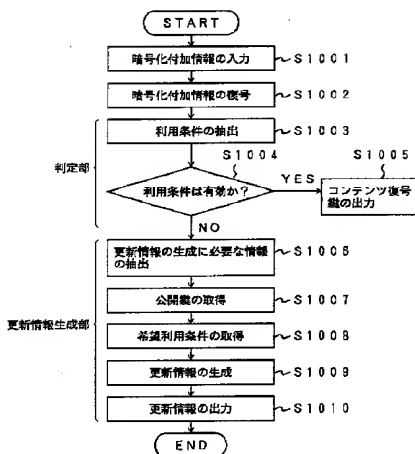 START
暗号化付加情報の入力 S1001
暗号化付加情報の復号 S1002
利用条件の抽出 S1003
S1004
S1005
判定部
利用条件は有効か?
YES
コンテンツ復号
鍵の出力
NO
更新情報の生成に必要な情報
の抽出
S1006
公開鍵の取得 S1007
更新情報生成部
希望利用条件の取得 S1008
更新情報の生成 S1009
更新情報の出力 S1010
END